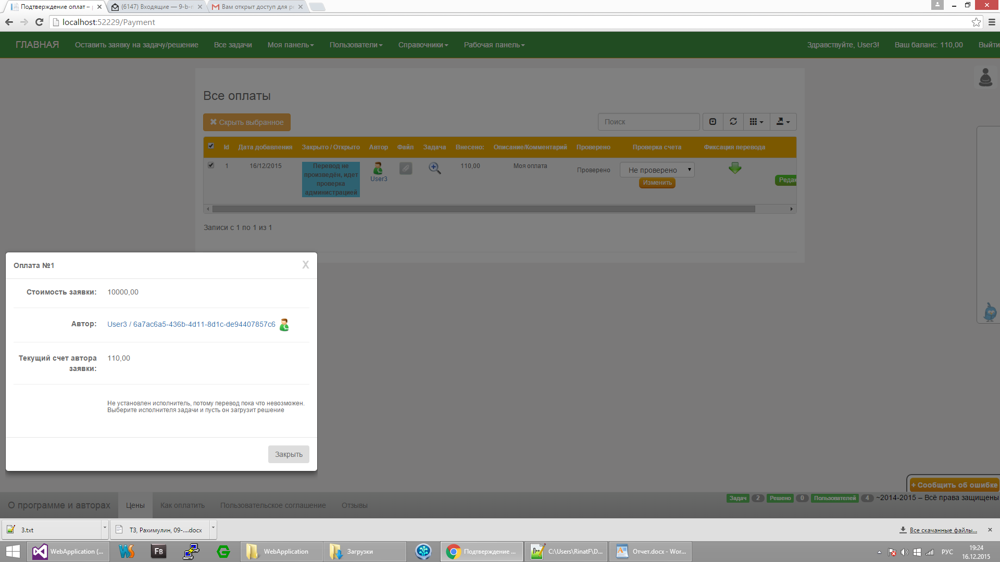 Подтверждение оплат –
(6147) Входящие — 9-b-
Вам открыт доступ для
localhost:52229/Payment
ГЛАВНАЯ
Оставить заявку на задачу/решение
Все задачи
Моя панель
Пользователи
Справочники
Рабочая панель
Здравствуйте, User3!
Ваш баланс: 110,00
Выйти
Все оплаты
Скрыть выбранное
Поиск
Id Дата добавления Закрыто / Открыто Автор Файл Задача Внесено: Описание/Комментарий Проверено Проверка счета Фиксация перевода
1 16/12/2015 Перевод не произведён, идет проверка администрацией User3 110,00 Моя оплата Проверено Не проверено
Изменить
Редак
Записи с 1 по 1 из 1
Оплата №1
X
Стоимость заявки: 10000,00
Автор: User3 / 6a7ac6a5-436b-4d11-8d1c-de94407857c6
Текущий счет автора заявки: 110,00
Не установлен исполнитель, потому перевод пока что невозможен.
Выберите исполнителя задачи и пусть он загрузит решение
Закрыть
+ Сообщить об ошибке
О программе и авторах
Цены
Как оплатить
Пользовательское соглашение
Отзывы
Задач 2 Решено 0 Пользователей 4 ~2014-2015 – Всё права защищены
3.txt
ТЗ, Рахимулин, 09-....docx
Все скачанные файлы...
WebApplication (...
FB
WebApplication
Загрузки
Подтверждение ...
C:\Users\RinatF\D...
Отчет.docx - Wor...
РУС
19:24
16.12.2015